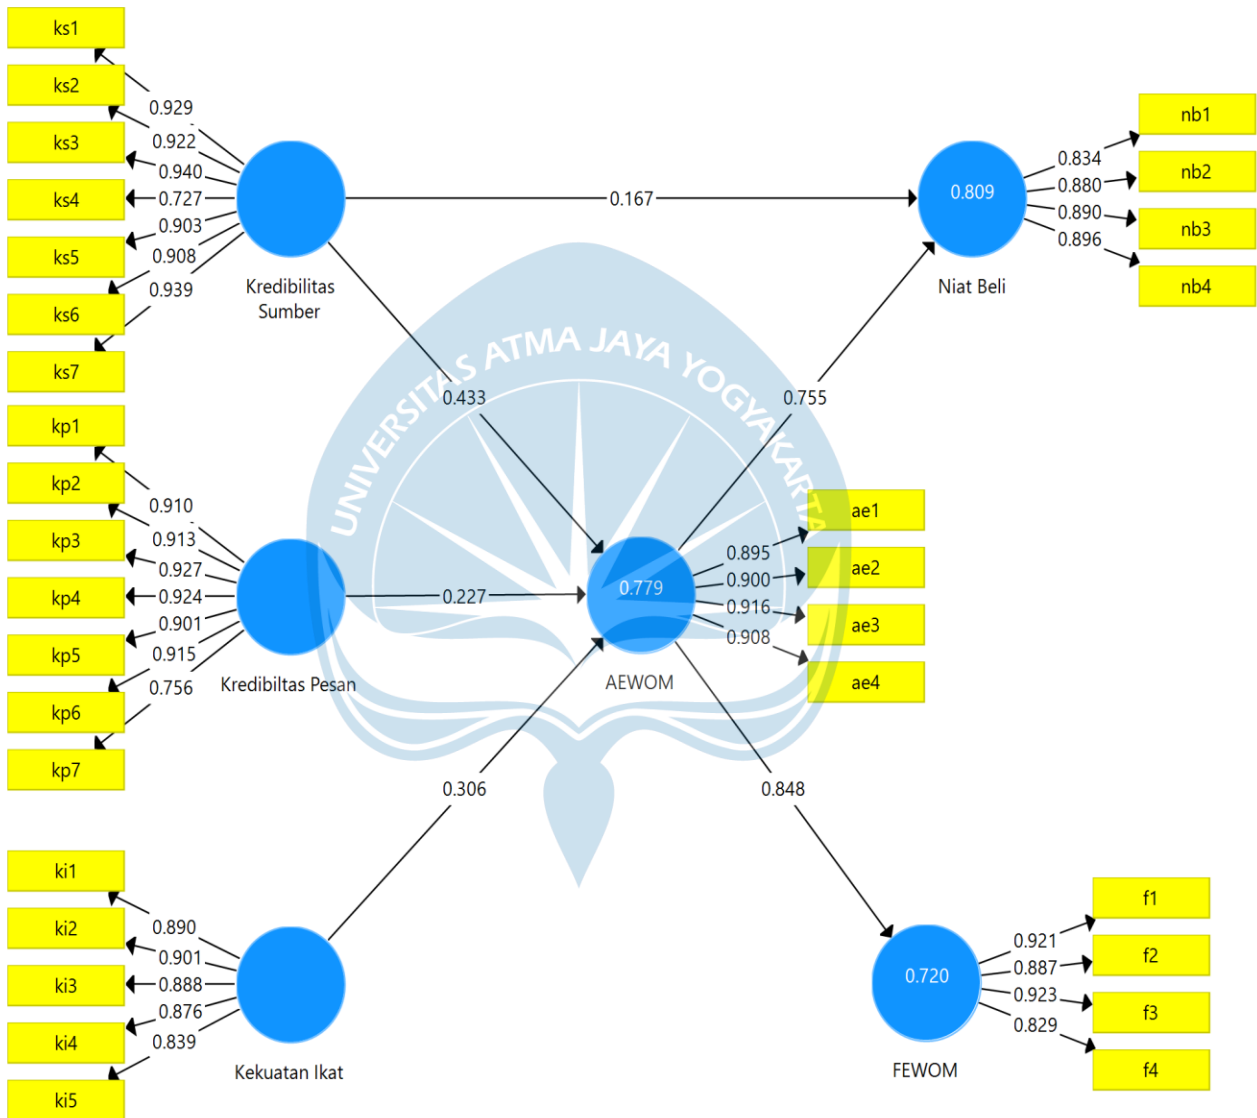 ks1
ks2
ks3
ks4
ks5
ks6
ks7
0.929
0.922
0.940
0.727
0.903
0.908
0.939
Kredibilitas
Sumber
0.167
0.433
0.809
Niat Beli
0.834
0.880
0.890
0.896
nb1
nb2
nb3
nb4
UNIVERSITAS ATMA JAYA YOGYAKARTA
0.755
kp1
kp2
kp3
kp4
kp5
kp6
kp7
0.910
0.913
0.927
0.924
0.901
0.915
0.756
Kredibiltas Pesan
0.227
0.779
AEWOM
0.895
0.900
0.916
0.908
ae1
ae2
ae3
ae4
0.306
0.848
ki1
ki2
ki3
ki4
ki5
0.890
0.901
0.888
0.876
0.839
Kekuatan Ikat
0.720
FEWOM
0.921
0.887
0.923
0.829
f1
f2
f3
f4